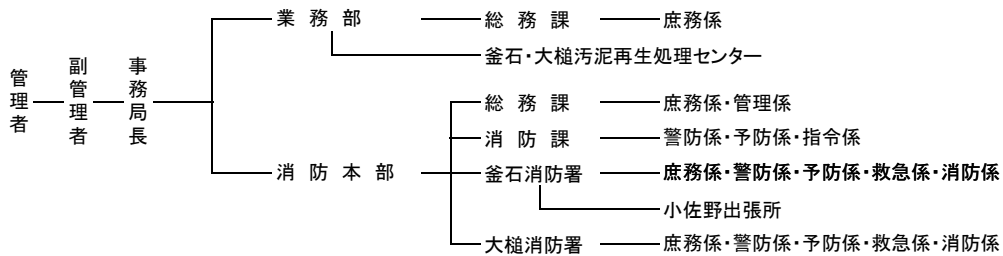 業務部 総務課 庶務係
釜石・大槌汚泥再生処理センター
管理者 副管理者 事務局長
総務課 庶務係・管理係
消防課 警防係・予防係・指令係
消防本部 釜石消防署 庶務係・警防係・予防係・救急係・消防係
小佐野出張所
大槌消防署 庶務係・警防係・予防係・救急係・消防係